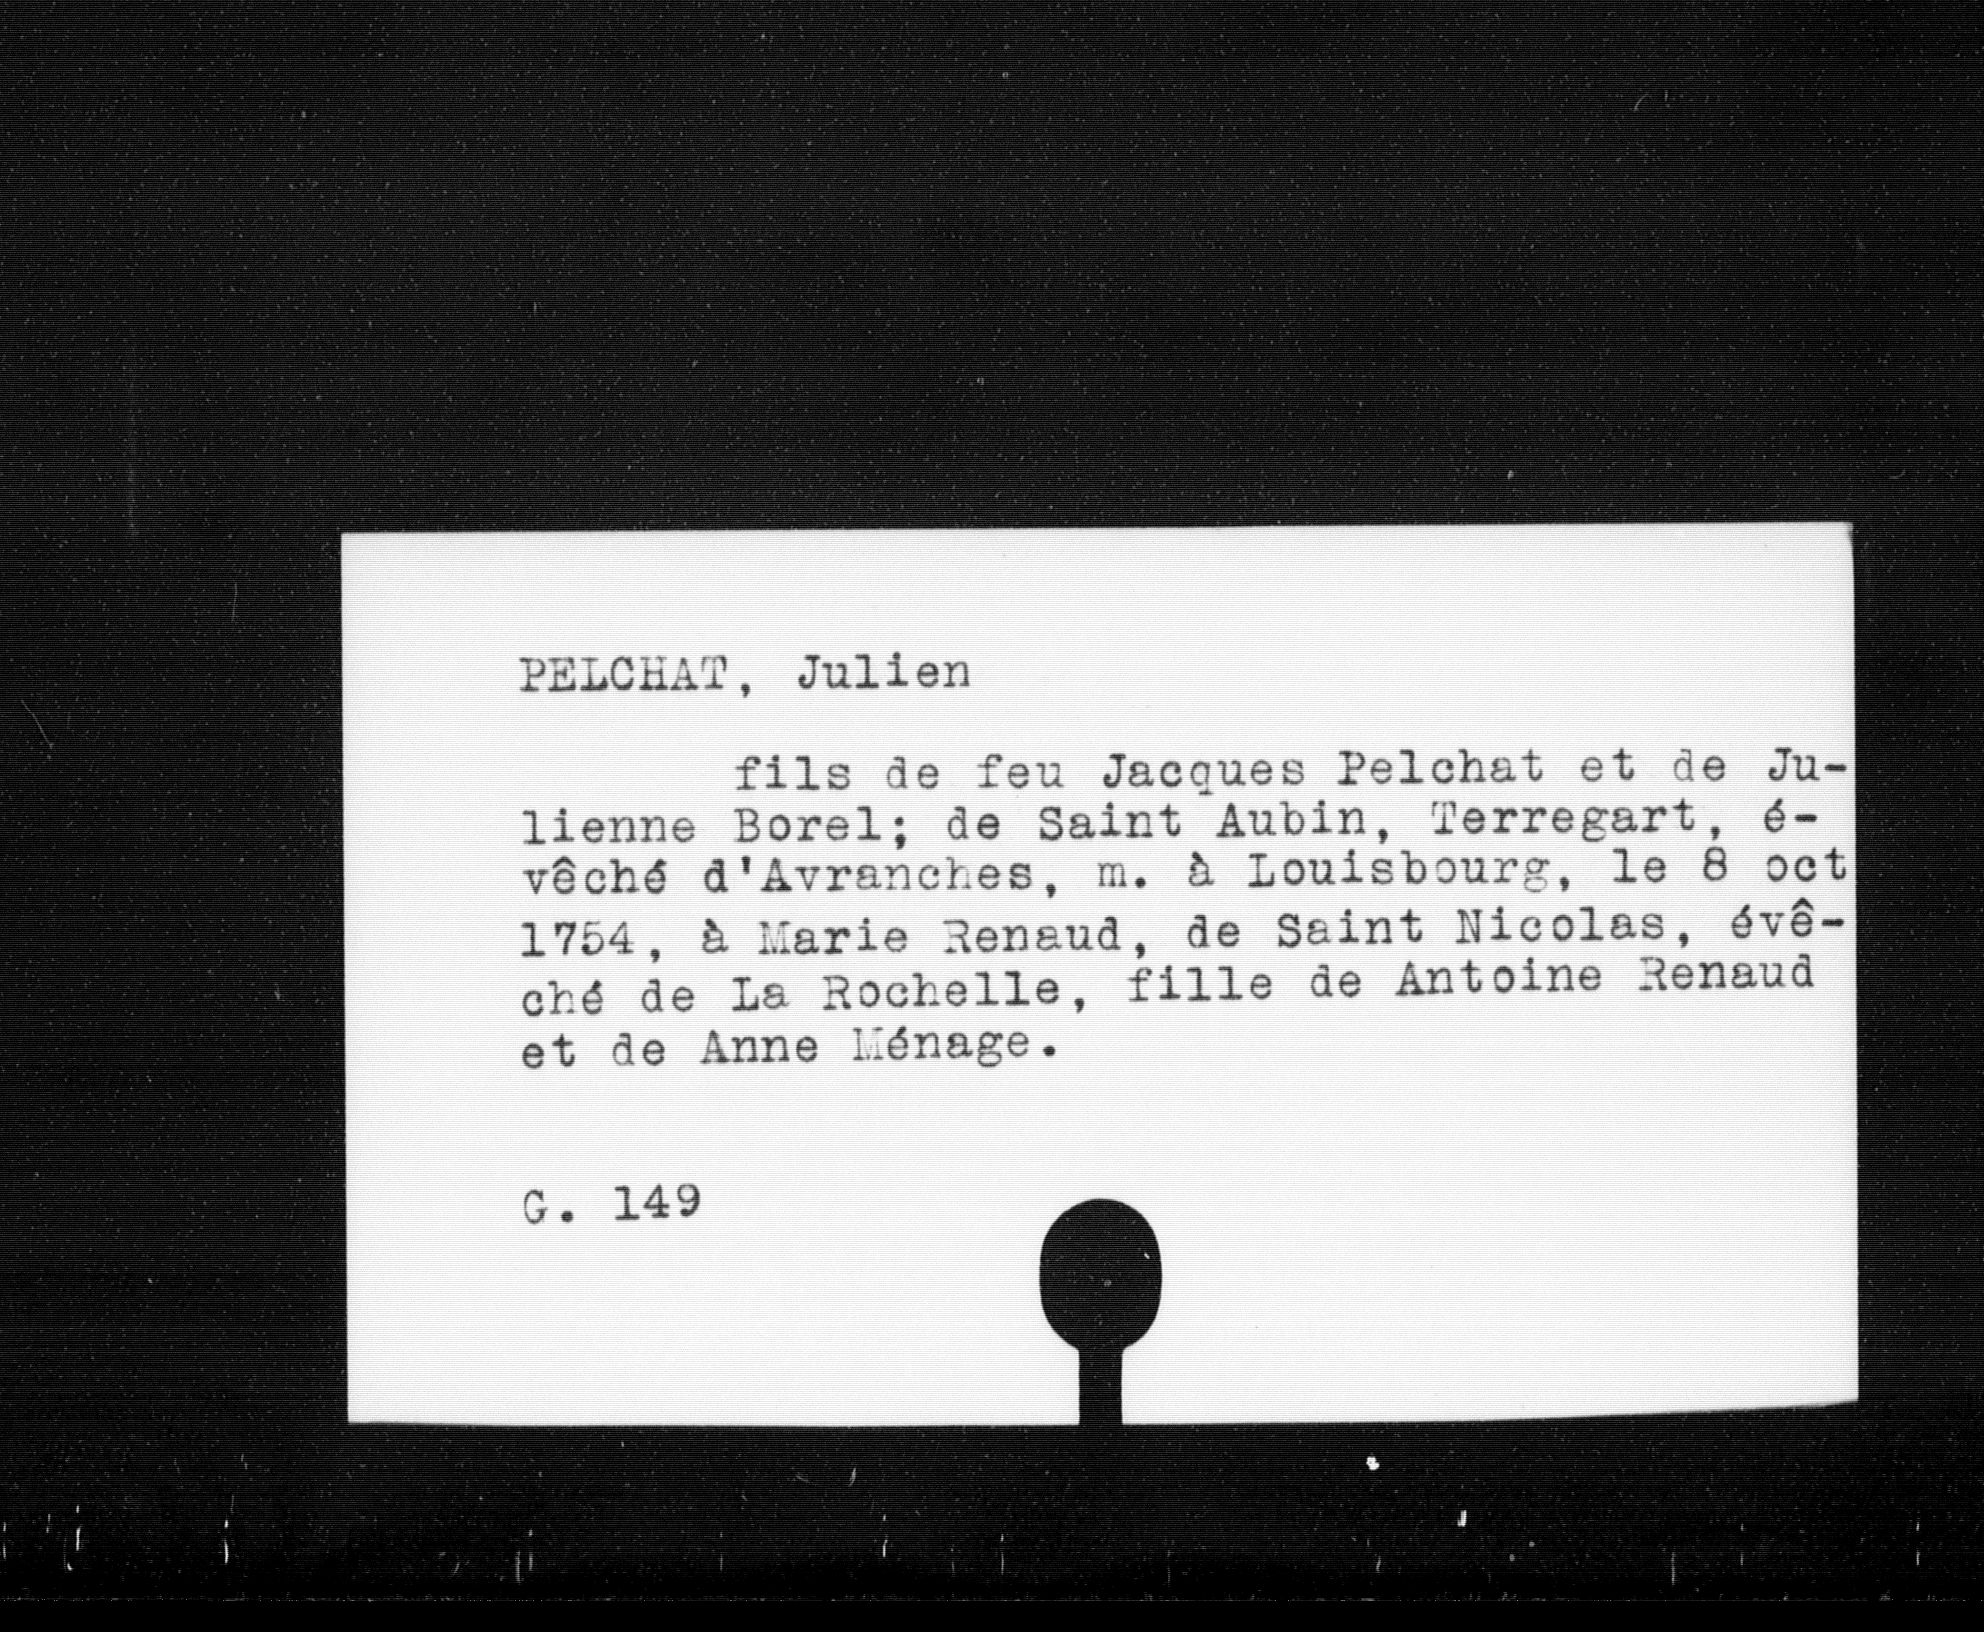 PELCHAT, Julien
fils de feu Jacques Pelchat et de Ju-
lienne Borel; de Saint Aubin, Terregart, é-
vêché d'Avranches, m. à Louisbourg, le 8 oct
1754, à Marie Renaud, de Saint Nicolas, évê-
ché de La Rochelle, fille de Antoine Renaud
et de Anne Ménage.
G. 149